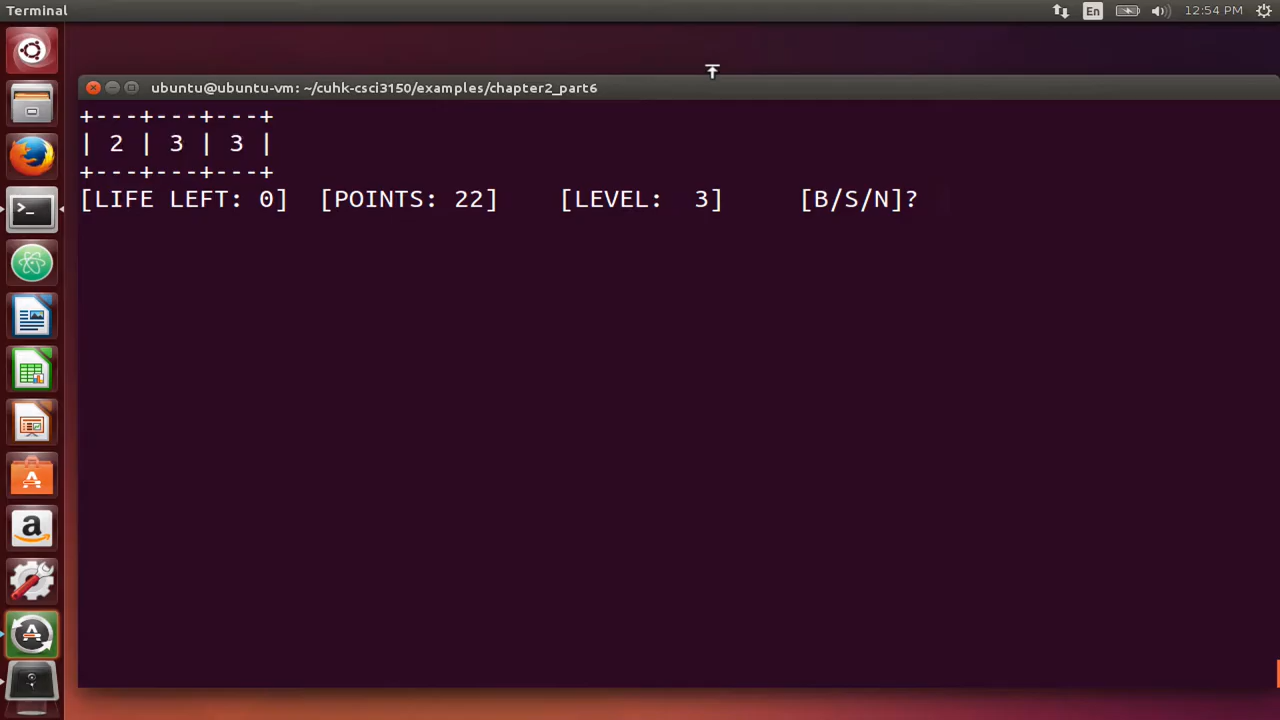 Terminal
En
12:54 PM
ubuntu@ubuntu-vm: ~/cuhk-csci3150/examples/chapter2_part6
+---+---+---+
| 2 | 3 | 3 |
+---+---+---+
[LIFE LEFT: 0]  [POINTS: 22]    [LEVEL:  3]     [B/S/N]?